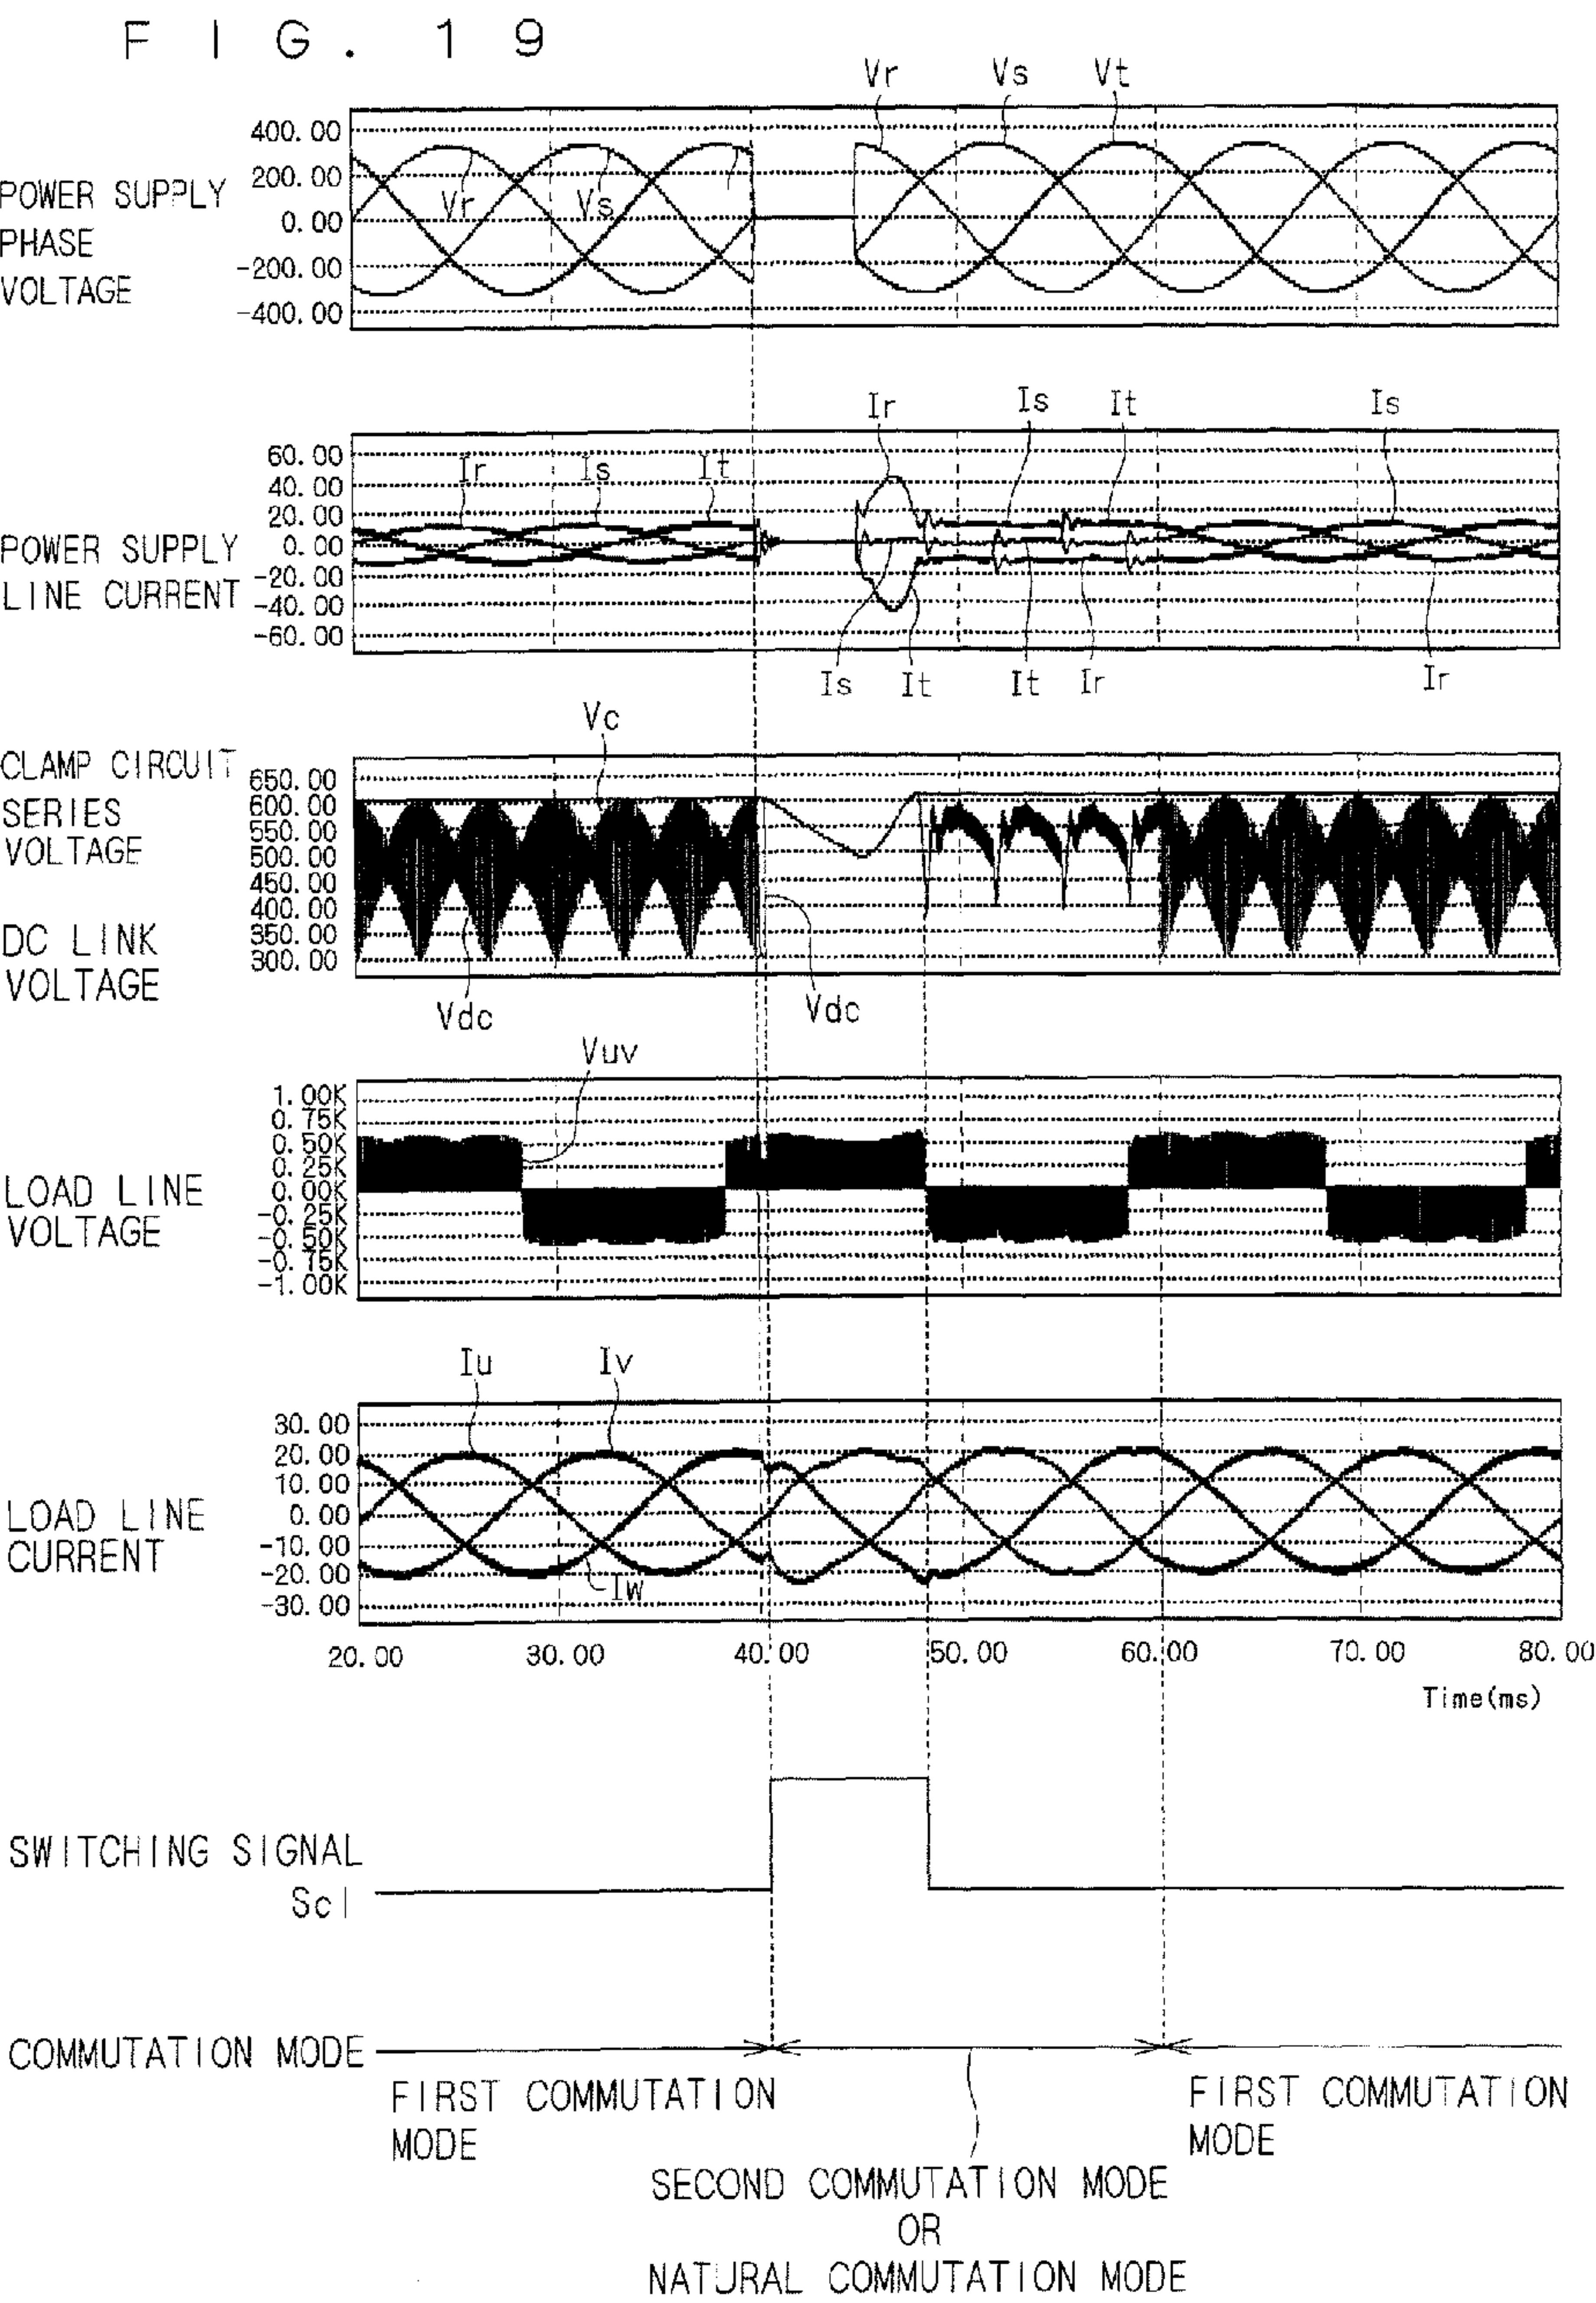 FIG. 19
Vr Vs Vt
POWER SUPPLY
PHASE
VOLTAGE
400.00
200.00
0.00
-200.00
-400.00
Vr Vs
Ir Is It Is
POWER SUPPLY
LINE CURRENT
60.00
40.00
20.00
0.00
-20.00
-40.00
-60.00
Ir Is It
Is It It Ir Ir
Vc
CLAMP CIRCUIT
SERIES
VOLTAGE
DC LINK
VOLTAGE
650.00
600.00
550.00
500.00
450.00
400.00
350.00
300.00
Vdc Vdc
Vuv
LOAD LINE
VOLTAGE
1.00K
0.75K
0.50K
0.25K
0.00K
-0.25K
-0.50K
-0.75K
-1.00K
Iu Iv
LOAD LINE
CURRENT
30.00
20.00
10.00
0.00
-10.00
-20.00
-30.00
Iw
20.00 30.00 40.00 50.00 60.00 70.00 80.00
Time(ms)
SWITCHING SIGNAL
Scl
COMMUTATION MODE
FIRST COMMUTATION
MODE
FIRST COMMUTATION
MODE
SECOND COMMUTATION MODE
OR
NATURAL COMMUTATION MODE